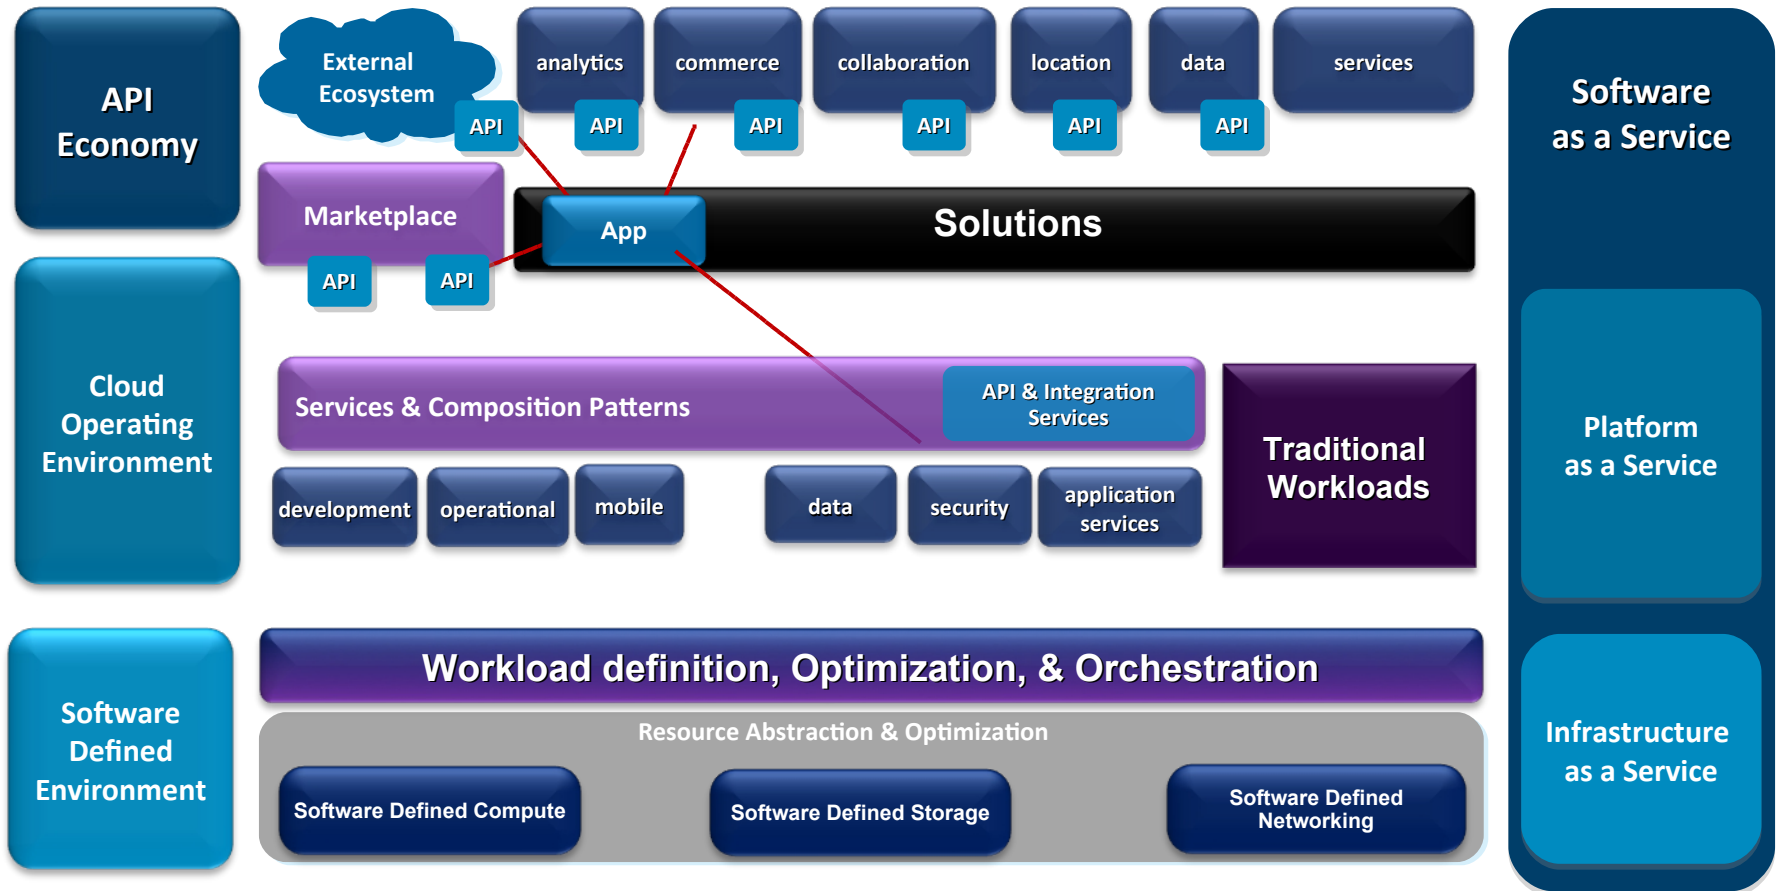 API
Economy
External
Ecosystem
API
analytics
API
commerce
API
collaboration
API
location
API
data
API
services
Marketplace
API
API
App
Solutions
Cloud
Operating
Environment
Services & Composition Patterns
API & Integration
Services
development
operational
mobile
data
security
application
services
Traditional
Workloads
Software
Defined
Environment
Workload definition, Optimization, & Orchestration
Resource Abstraction & Optimization
Software Defined Compute
Software Defined Storage
Software Defined
Networking
Software
as a Service
Platform
as a Service
Infrastructure
as a Service